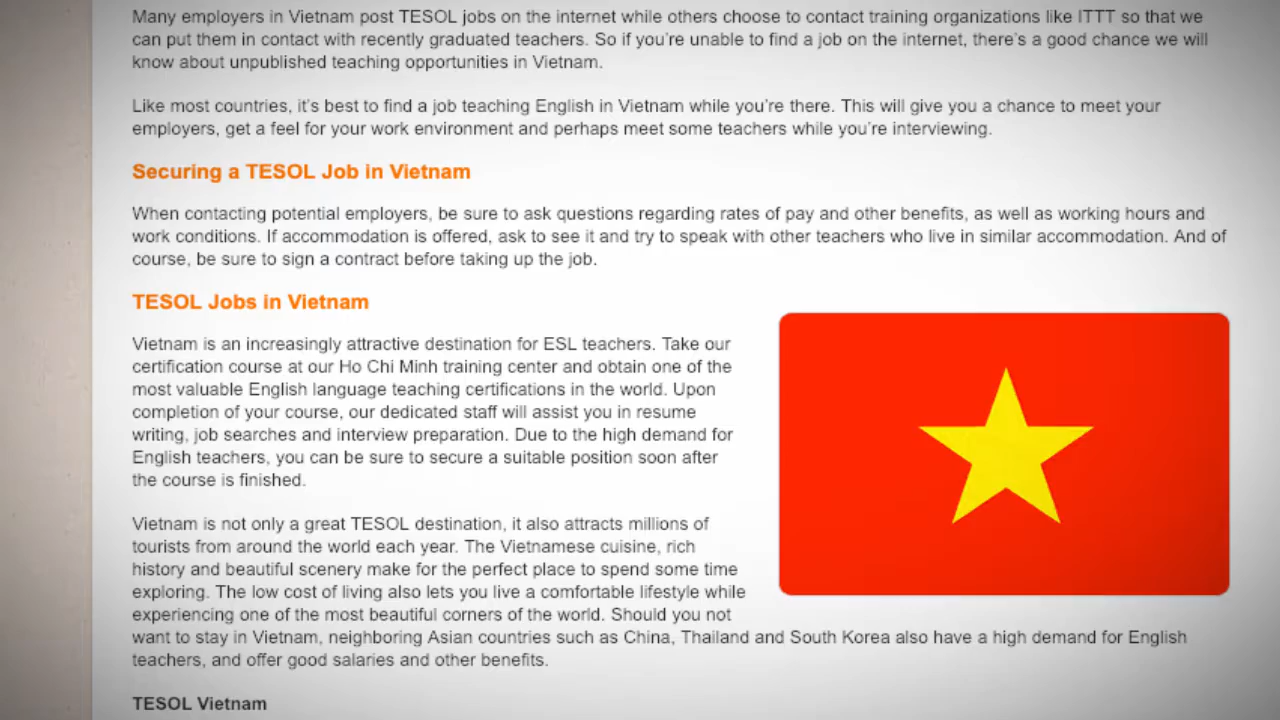 Many employers in Vietnam post TESOL jobs on the internet while others choose to contact training organizations like ITTT so that we
can put them in contact with recently graduated teachers. So if you're unable to find a job on the internet, there's a good chance we will
know about unpublished teaching opportunities in Vietnam.
Like most countries, it's best to find a job teaching English in Vietnam while you're there. This will give you a chance to meet your
employers, get a feel for your work environment and perhaps meet some teachers while you're interviewing.
Securing a TESOL Job in Vietnam
When contacting potential employers, be sure to ask questions regarding rates of pay and other benefits, as well as working hours and
work conditions. If accommodation is offered, ask to see it and try to speak with other teachers who live in similar accommodation. And of
course, be sure to sign a contract before taking up the job.
TESOL Jobs in Vietnam
Vietnam is an increasingly attractive destination for ESL teachers. Take our
certification course at our Ho Chi Minh training center and obtain one of the
most valuable English language teaching certifications in the world. Upon
completion of your course, our dedicated staff will assist you in resume
writing, job searches and interview preparation. Due to the high demand for
English teachers, you can be sure to secure a suitable position soon after
the course is finished.
Vietnam is not only a great TESOL destination, it also attracts millions of
tourists from around the world each year. The Vietnamese cuisine, rich
history and beautiful scenery make for the perfect place to spend some time
exploring. The low cost of living also lets you live a comfortable lifestyle while
experiencing one of the most beautiful corners of the world. Should you not
want to stay in Vietnam, neighboring Asian countries such as China, Thailand and South Korea also have a high demand for English
teachers, and offer good salaries and other benefits.
TESOL Vietnam